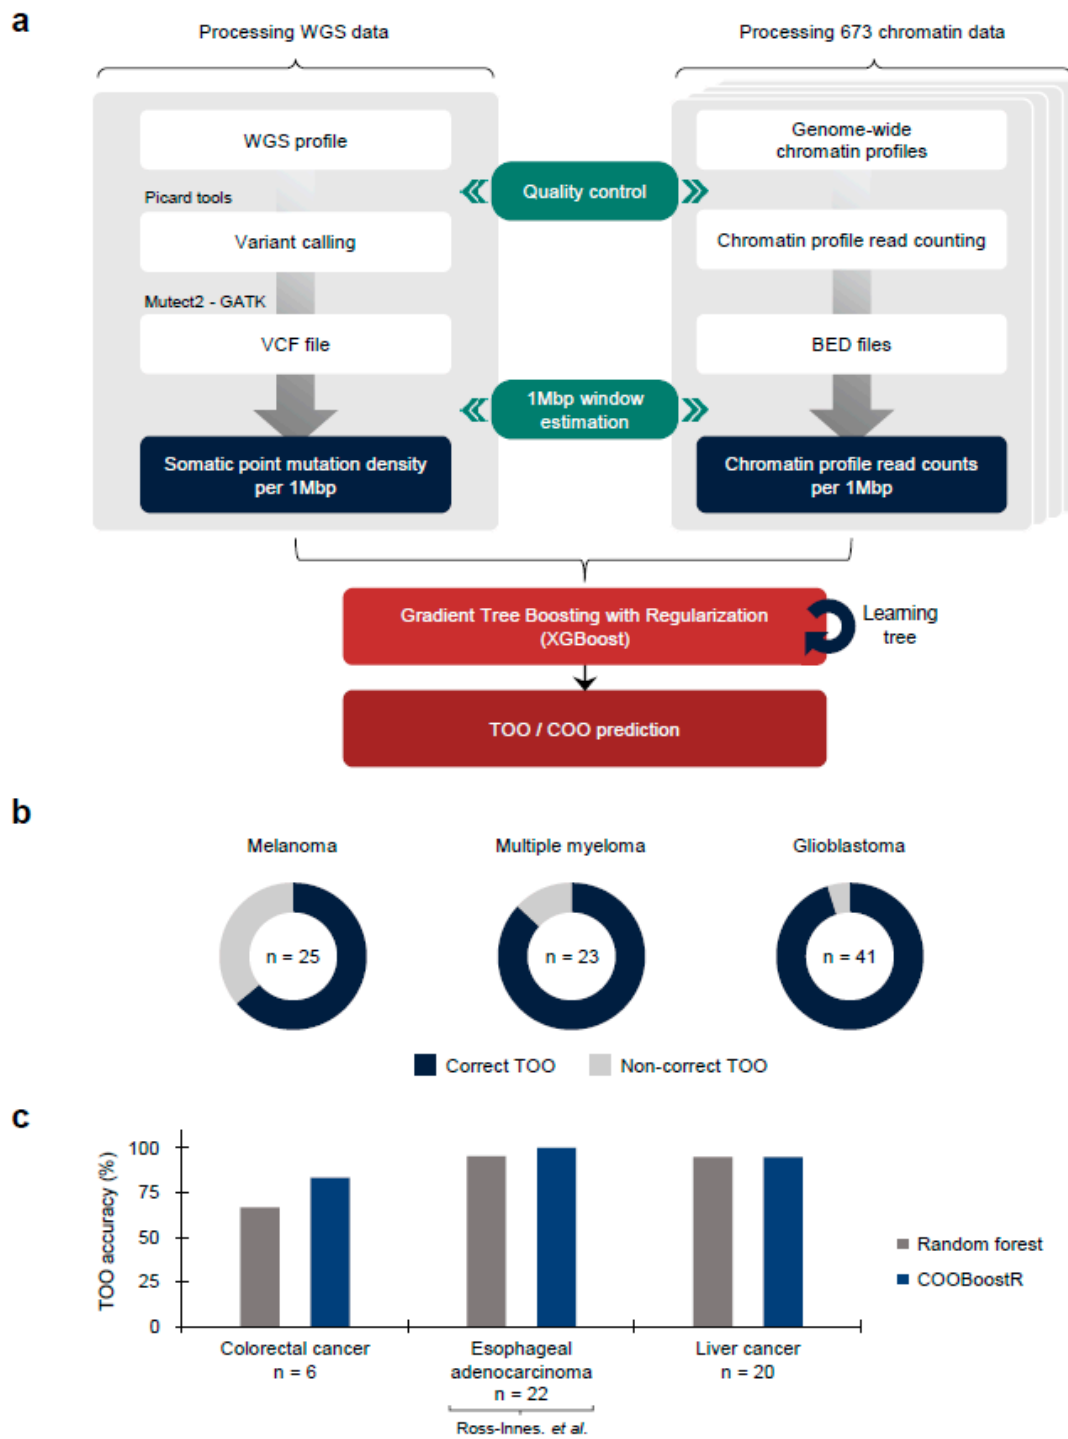 a
Processing WGS data
Processing 673 chromatin data
WGS profile
Genome-wide
chromatin profiles
Quality control
Picard tools
Variant calling
Chromatin profile read counting
Mutect2 - GATK
VCF file
BED files
1Mbp window
estimation
Somatic point mutation density
per 1Mbp
Chromatin profile read counts
per 1Mbp
Gradient Tree Boosting with Regularization
(XGBoost)
Learning
tree
TOO / COO prediction
b
Melanoma
Multiple myeloma
Glioblastoma
n = 25
n = 23
n = 41
Correct TOO
Non-correct TOO
c
TOO accuracy (%)
100
75
50
25
0
Random forest
COOBoostR
Colorectal cancer
n = 6
Esophageal
adenocarcinoma
n = 22
Liver cancer
n = 20
Ross-Innes. et al.